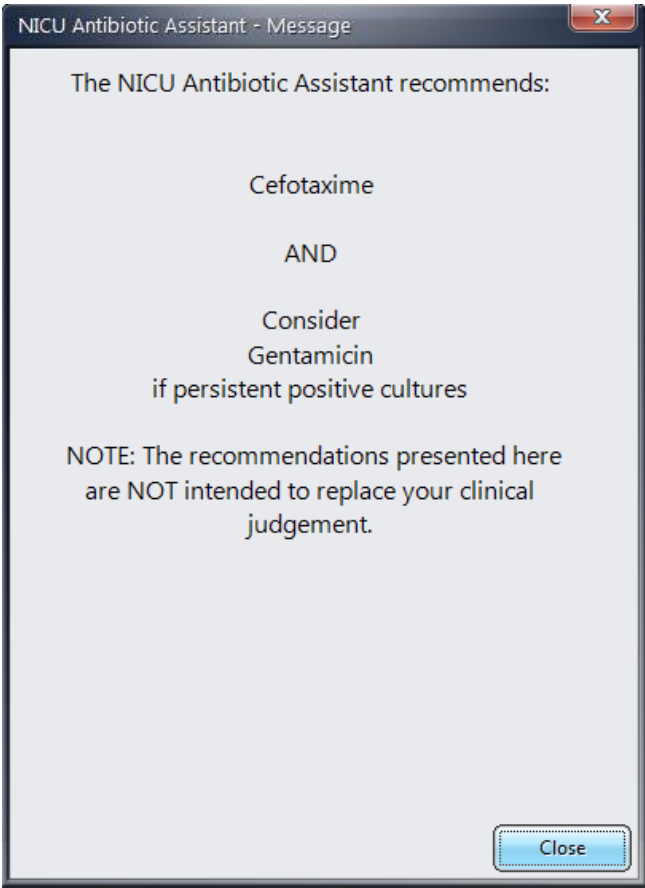 NICU Antibiotic Assistant - Message
x
The NICU Antibiotic Assistant recommends:
Cefotaxime
AND
Consider
Gentamicin
if persistent positive cultures
NOTE: The recommendations presented here
are NOT intended to replace your clinical
judgement.
Close